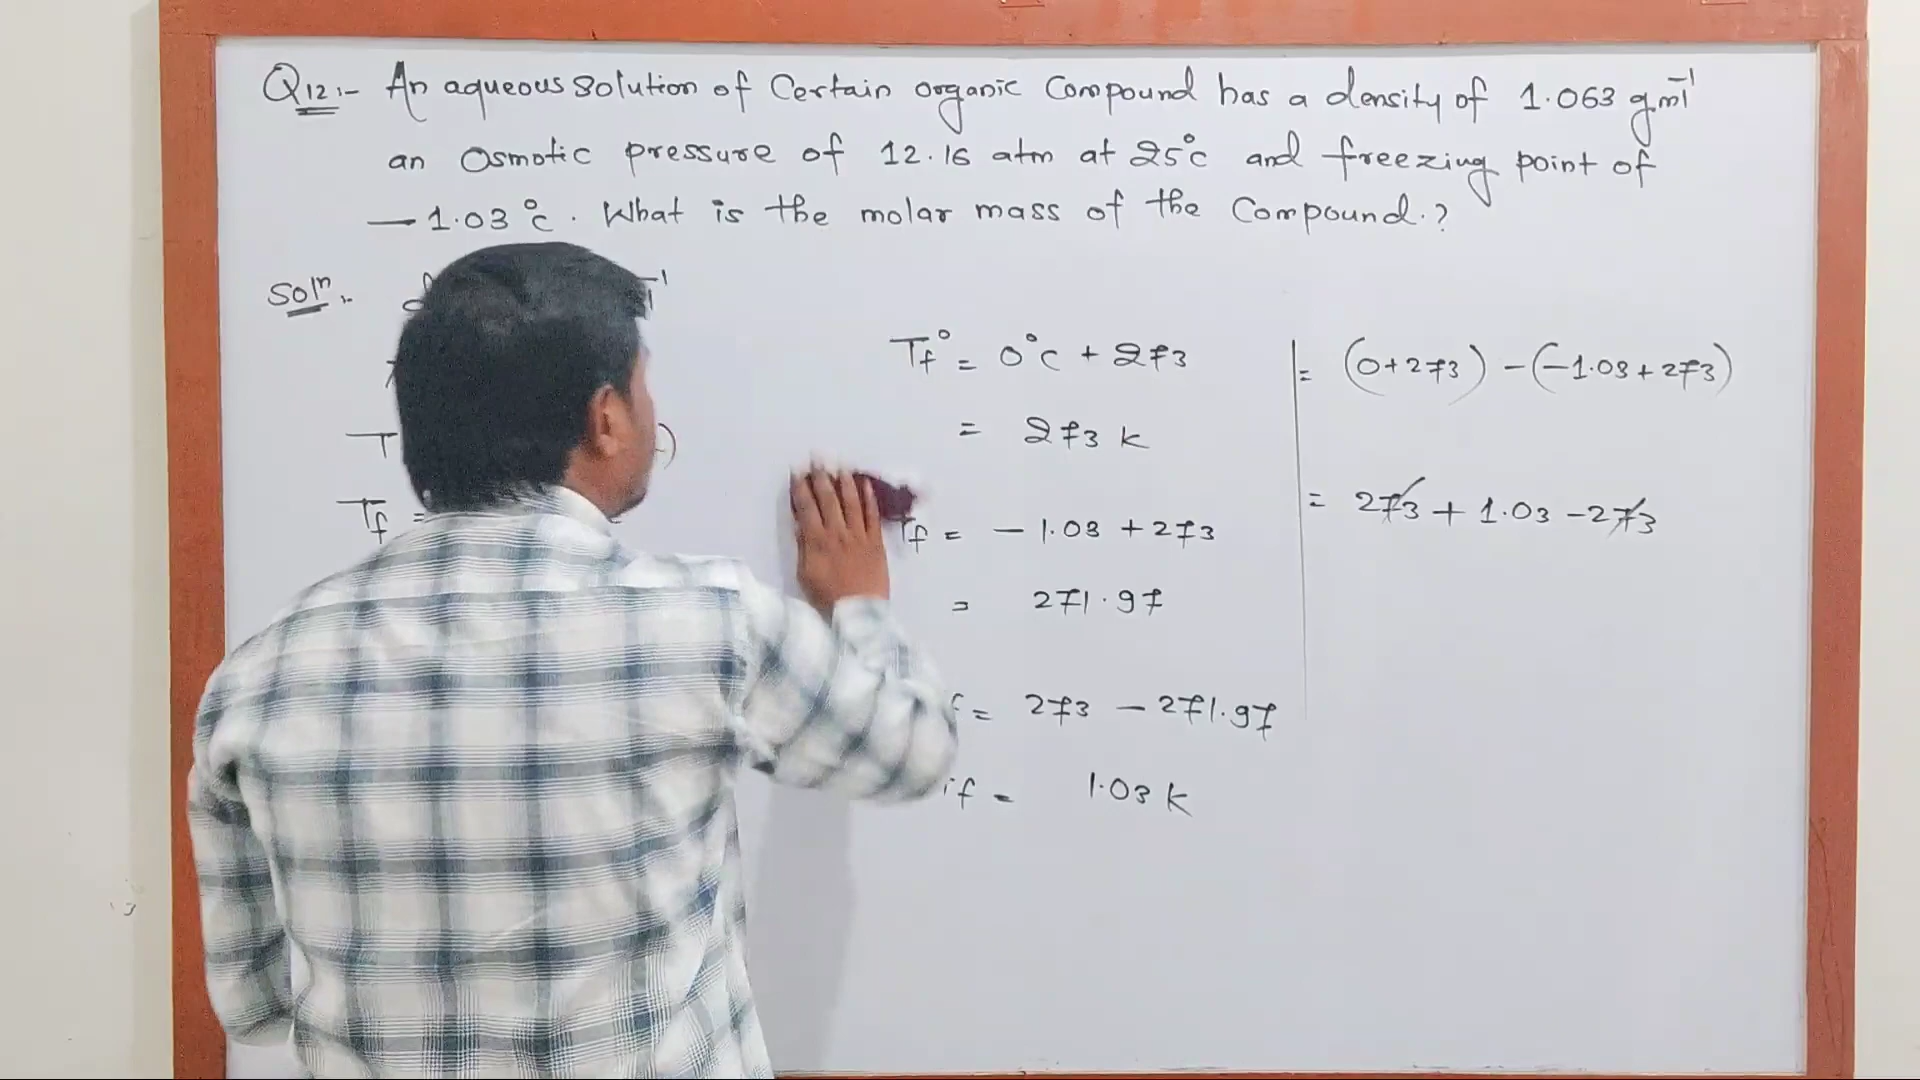 Q12:- An aqueous solution of Certain organic Compound has a density of 1.063 g ml⁻¹
an Osmotic pressure of 12.16 atm at 25°c and freezing point of
— 1.03 °c. What is the molar mass of the Compound.?
Solⁿ:-
Tf =
Tf° = 0°c + 273
= 273 k
Tf = - 1.03 + 273
= 271.97
= 273 - 271.97
= 1.03 k
= (0+273) - (-1.03+273)
= 273 + 1.03 - 273